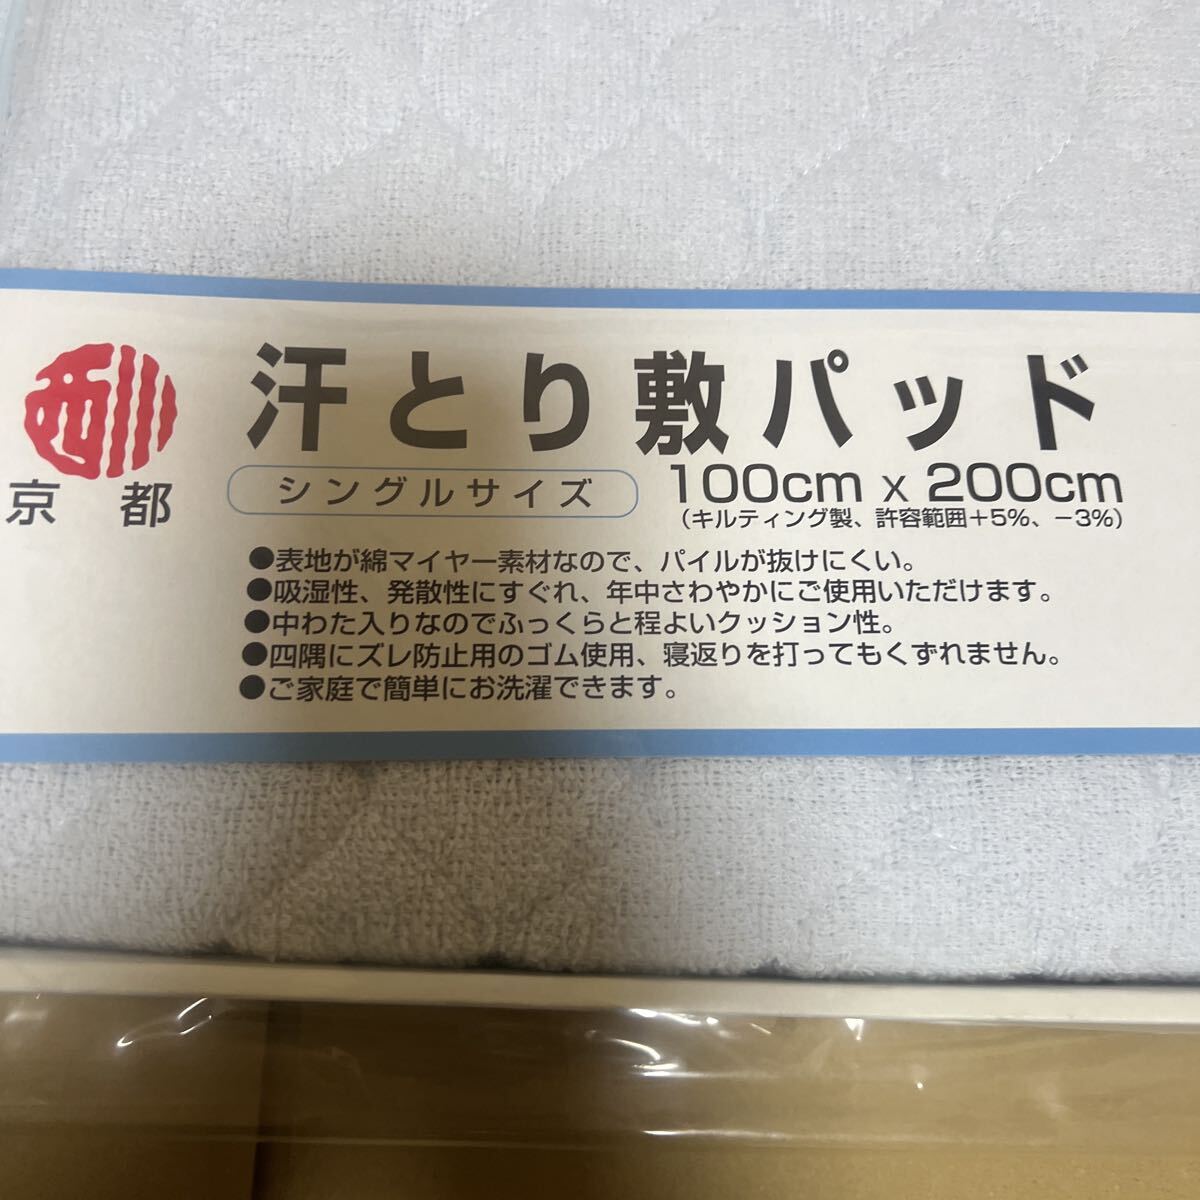 西川
京都
汗とり敷パッド
シングルサイズ
100cm x 200cm
（キルティング製、許容範囲＋5%、－3%）
●表地が綿マイヤー素材なので、パイルが抜けにくい。
●吸湿性、発散性にすぐれ、年中さわやかにご使用いただけます。
●中わた入りなのでふっくらと程よいクッション性。
●四隅にズレ防止用のゴム使用、寝返りを打ってもくずれません。
●ご家庭で簡単にお洗濯できます。